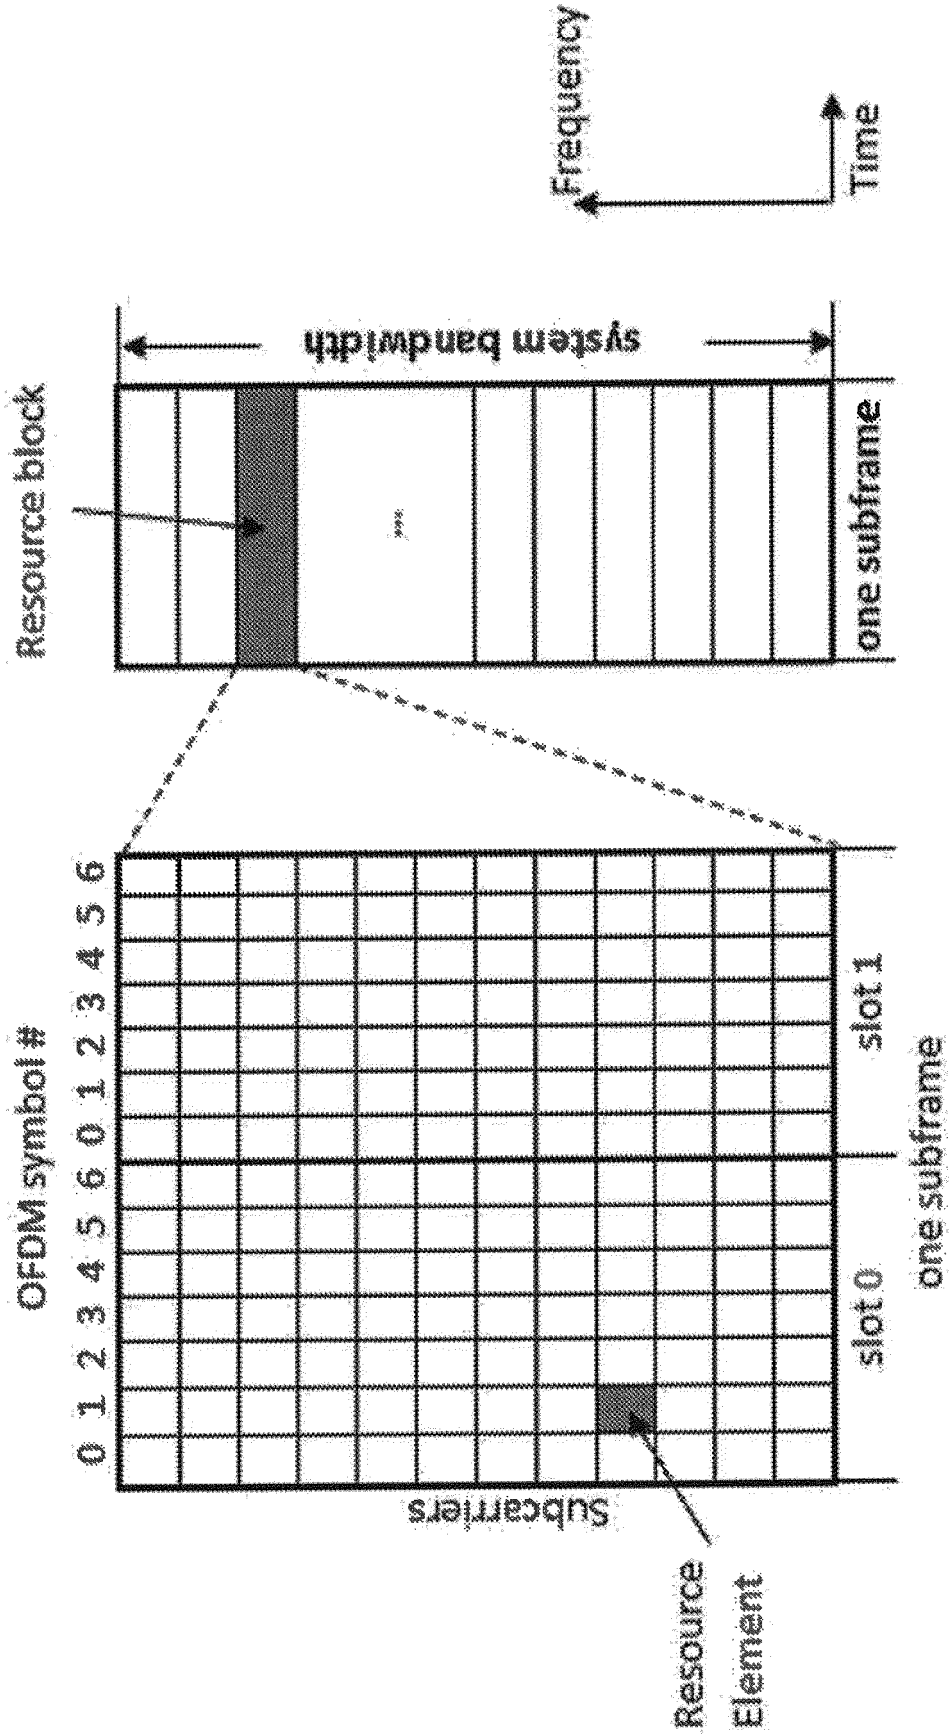 OFDM symbol #
0 1 2 3 4 5 6 0 1 2 3 4 5 6
Subcarriers
Resource
Element
slot 0
slot 1
one subframe
Resource block
...
system bandwidth
one subframe
Frequency
Time